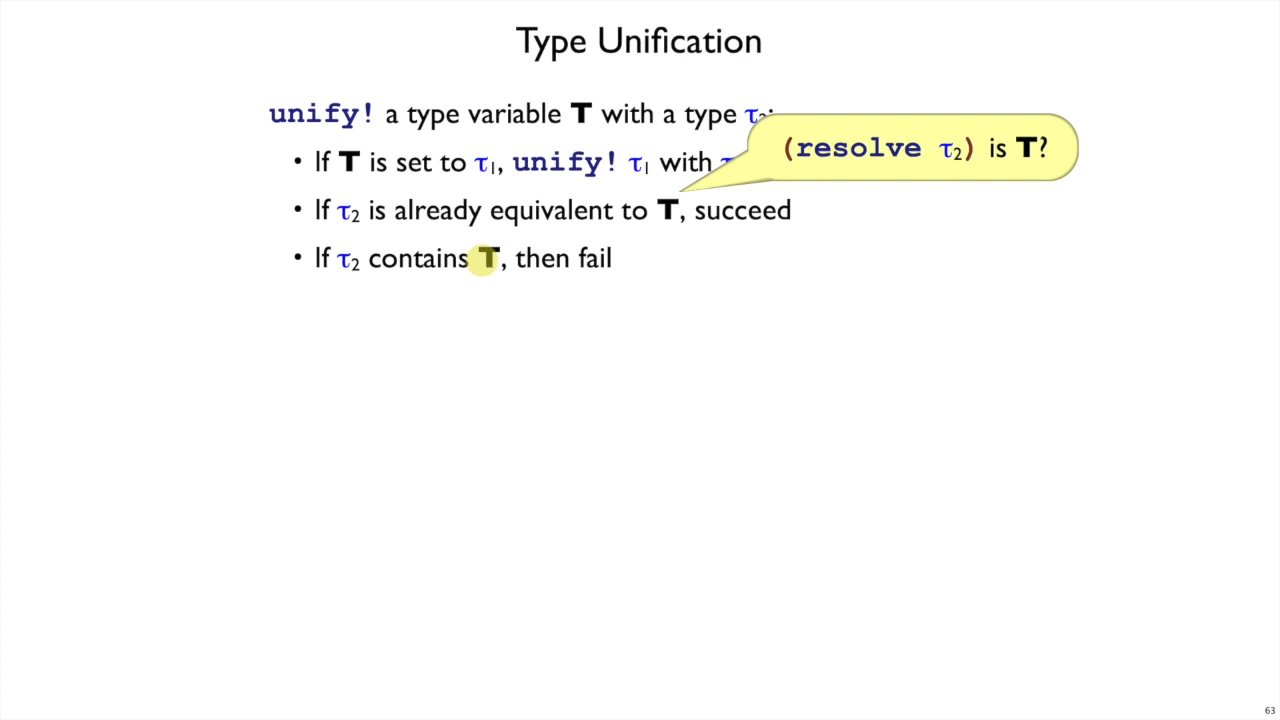 Type Unification
unify! a type variable T with a type τ2:
(resolve τ2) is T?
• If T is set to τ1, unify! τ1 with
• If τ2 is already equivalent to T, succeed
• If τ2 contains T, then fail
63